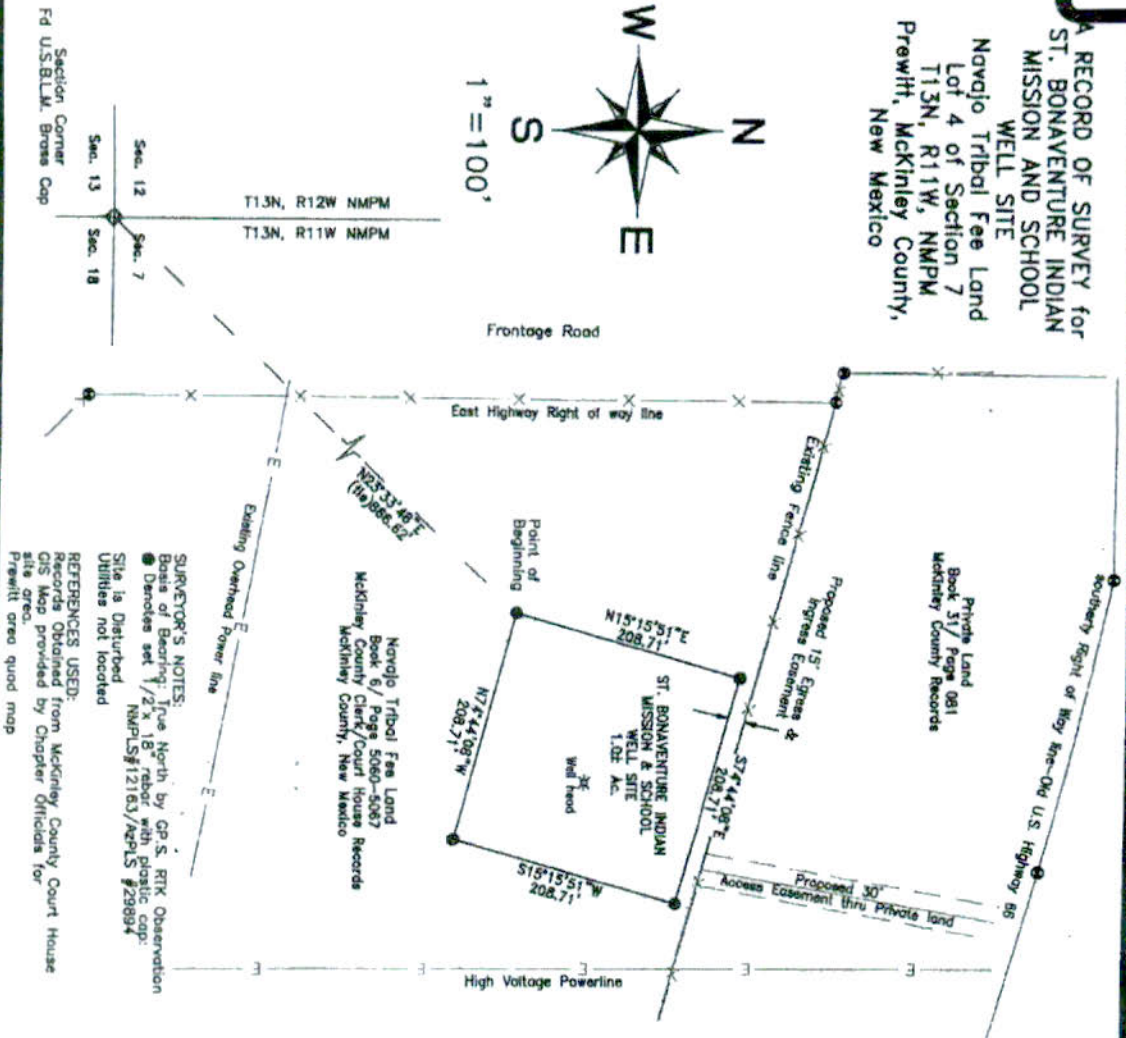 A RECORD OF SURVEY for
ST. BONAVENTURE INDIAN
MISSION AND SCHOOL
WELL SITE
Navajo Tribal Fee Land
Lot 4 of Section 7
T13N, R11W, NMPM
Prewitt, McKinley County,
New Mexico
N
W
E
S
1"=100'
T13N, R12W NMPM
T13N, R11W NMPM
Sec. 12
Sec. 7
Sec. 13
Sec. 18
Section Corner
Fd U.S.B.L.M. Brass Cap
Frontage Road
East Highway Right of way line
Existing Fence line
Southerly Right of Way line-Old U.S. Highway 66
Private Land
Book 31/ Page 081
McKinley County Records
Proposed 15' Egress &
Ingress Easement
Proposed 30'
Access Easement thru Private land
N23°33'48"E
(tie)
Point of
Beginning
N15°15'51"E
208.71'
S74°44'08"E
208.71'
S15°15'51"W
208.71'
N74°44'08"W
208.71'
ST. BONAVENTURE INDIAN
MISSION & SCHOOL
WELL SITE
1.0± Ac.
Well head
Navajo Tribal Fee Land
Book 6/ Page 5060-5067
McKinley County Clerk/Court House Records
McKinley County, New Mexico
Existing Overhead Power line
E
E
E
High Voltage Powerline
E
E
E
E
E
SURVEYOR'S NOTES:
Basis of Bearing: True North by G.P.S. RTK Observation
Denotes set 1/2"x 18" rebar with plastic cap:
NMPLS#12163/AzPLS #29894
Site is Disturbed
Utilities not located
REFERENCES USED:
Records Obtained from McKinley County Court House
GIS Map provided by Chapter Officials for
site area.
Prewitt area quad map